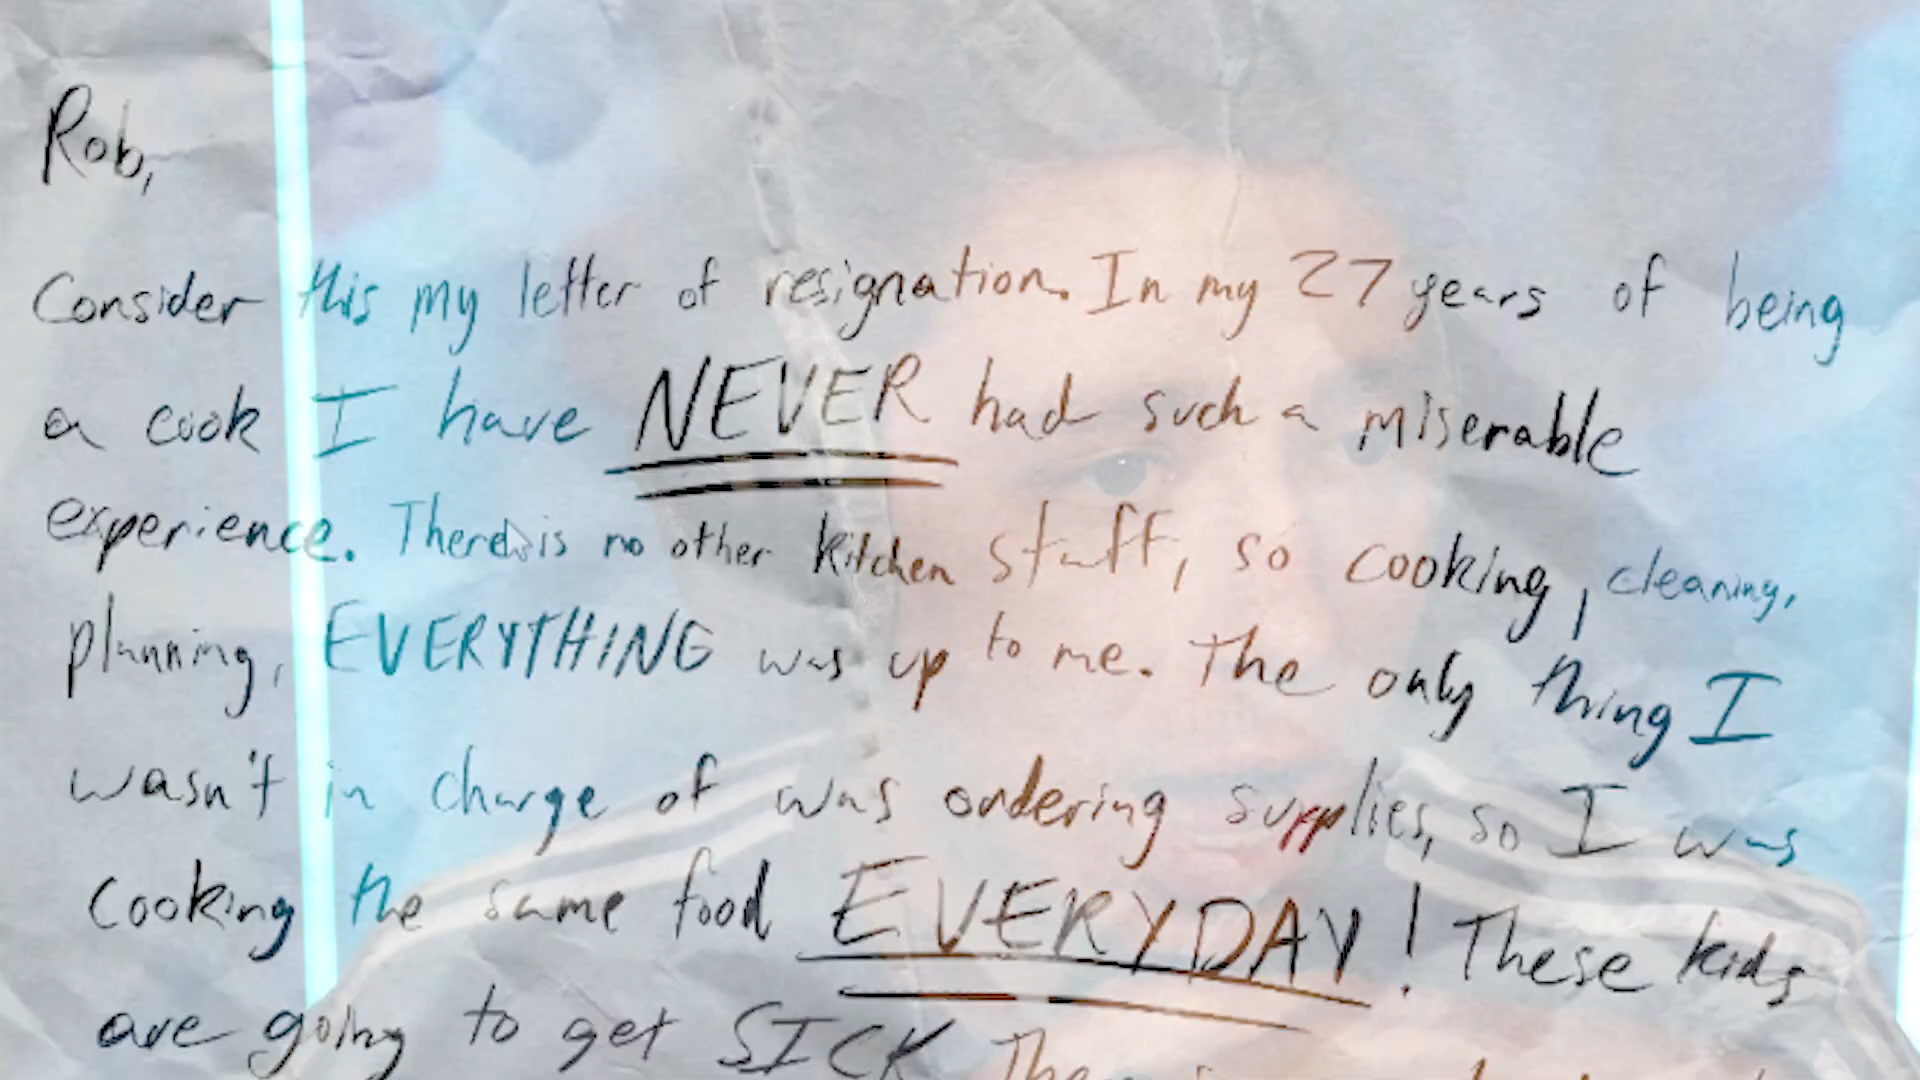 Rob,
Consider this my letter of resignation. In my 27 years of being
a cook I have NEVER had such a miserable
experience. There is no other kitchen staff, so cooking, cleaning,
planning, EVERYTHING was up to me. The only thing I
wasn't in charge of was ordering supplies, so I was
cooking the same food EVERYDAY! These kids
are going to get SICK